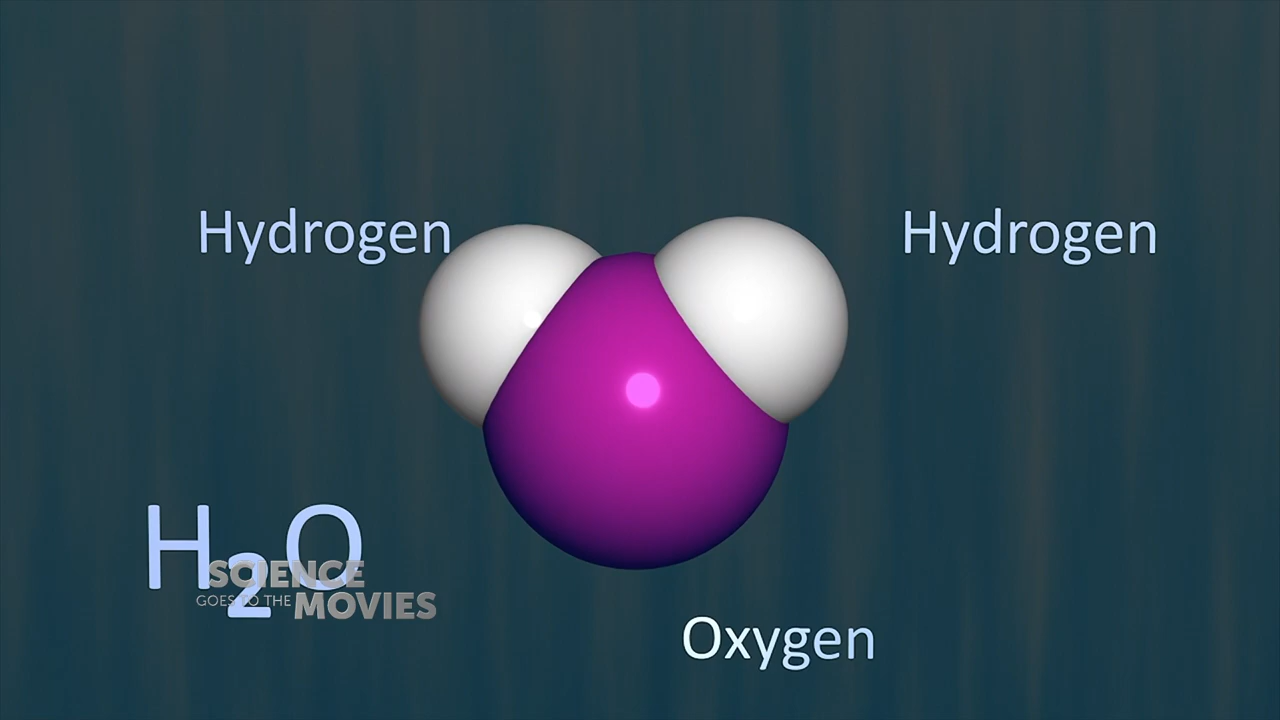 Hydrogen
Hydrogen
H₂O
SCIENCE
GOES TO THE MOVIES
Oxygen